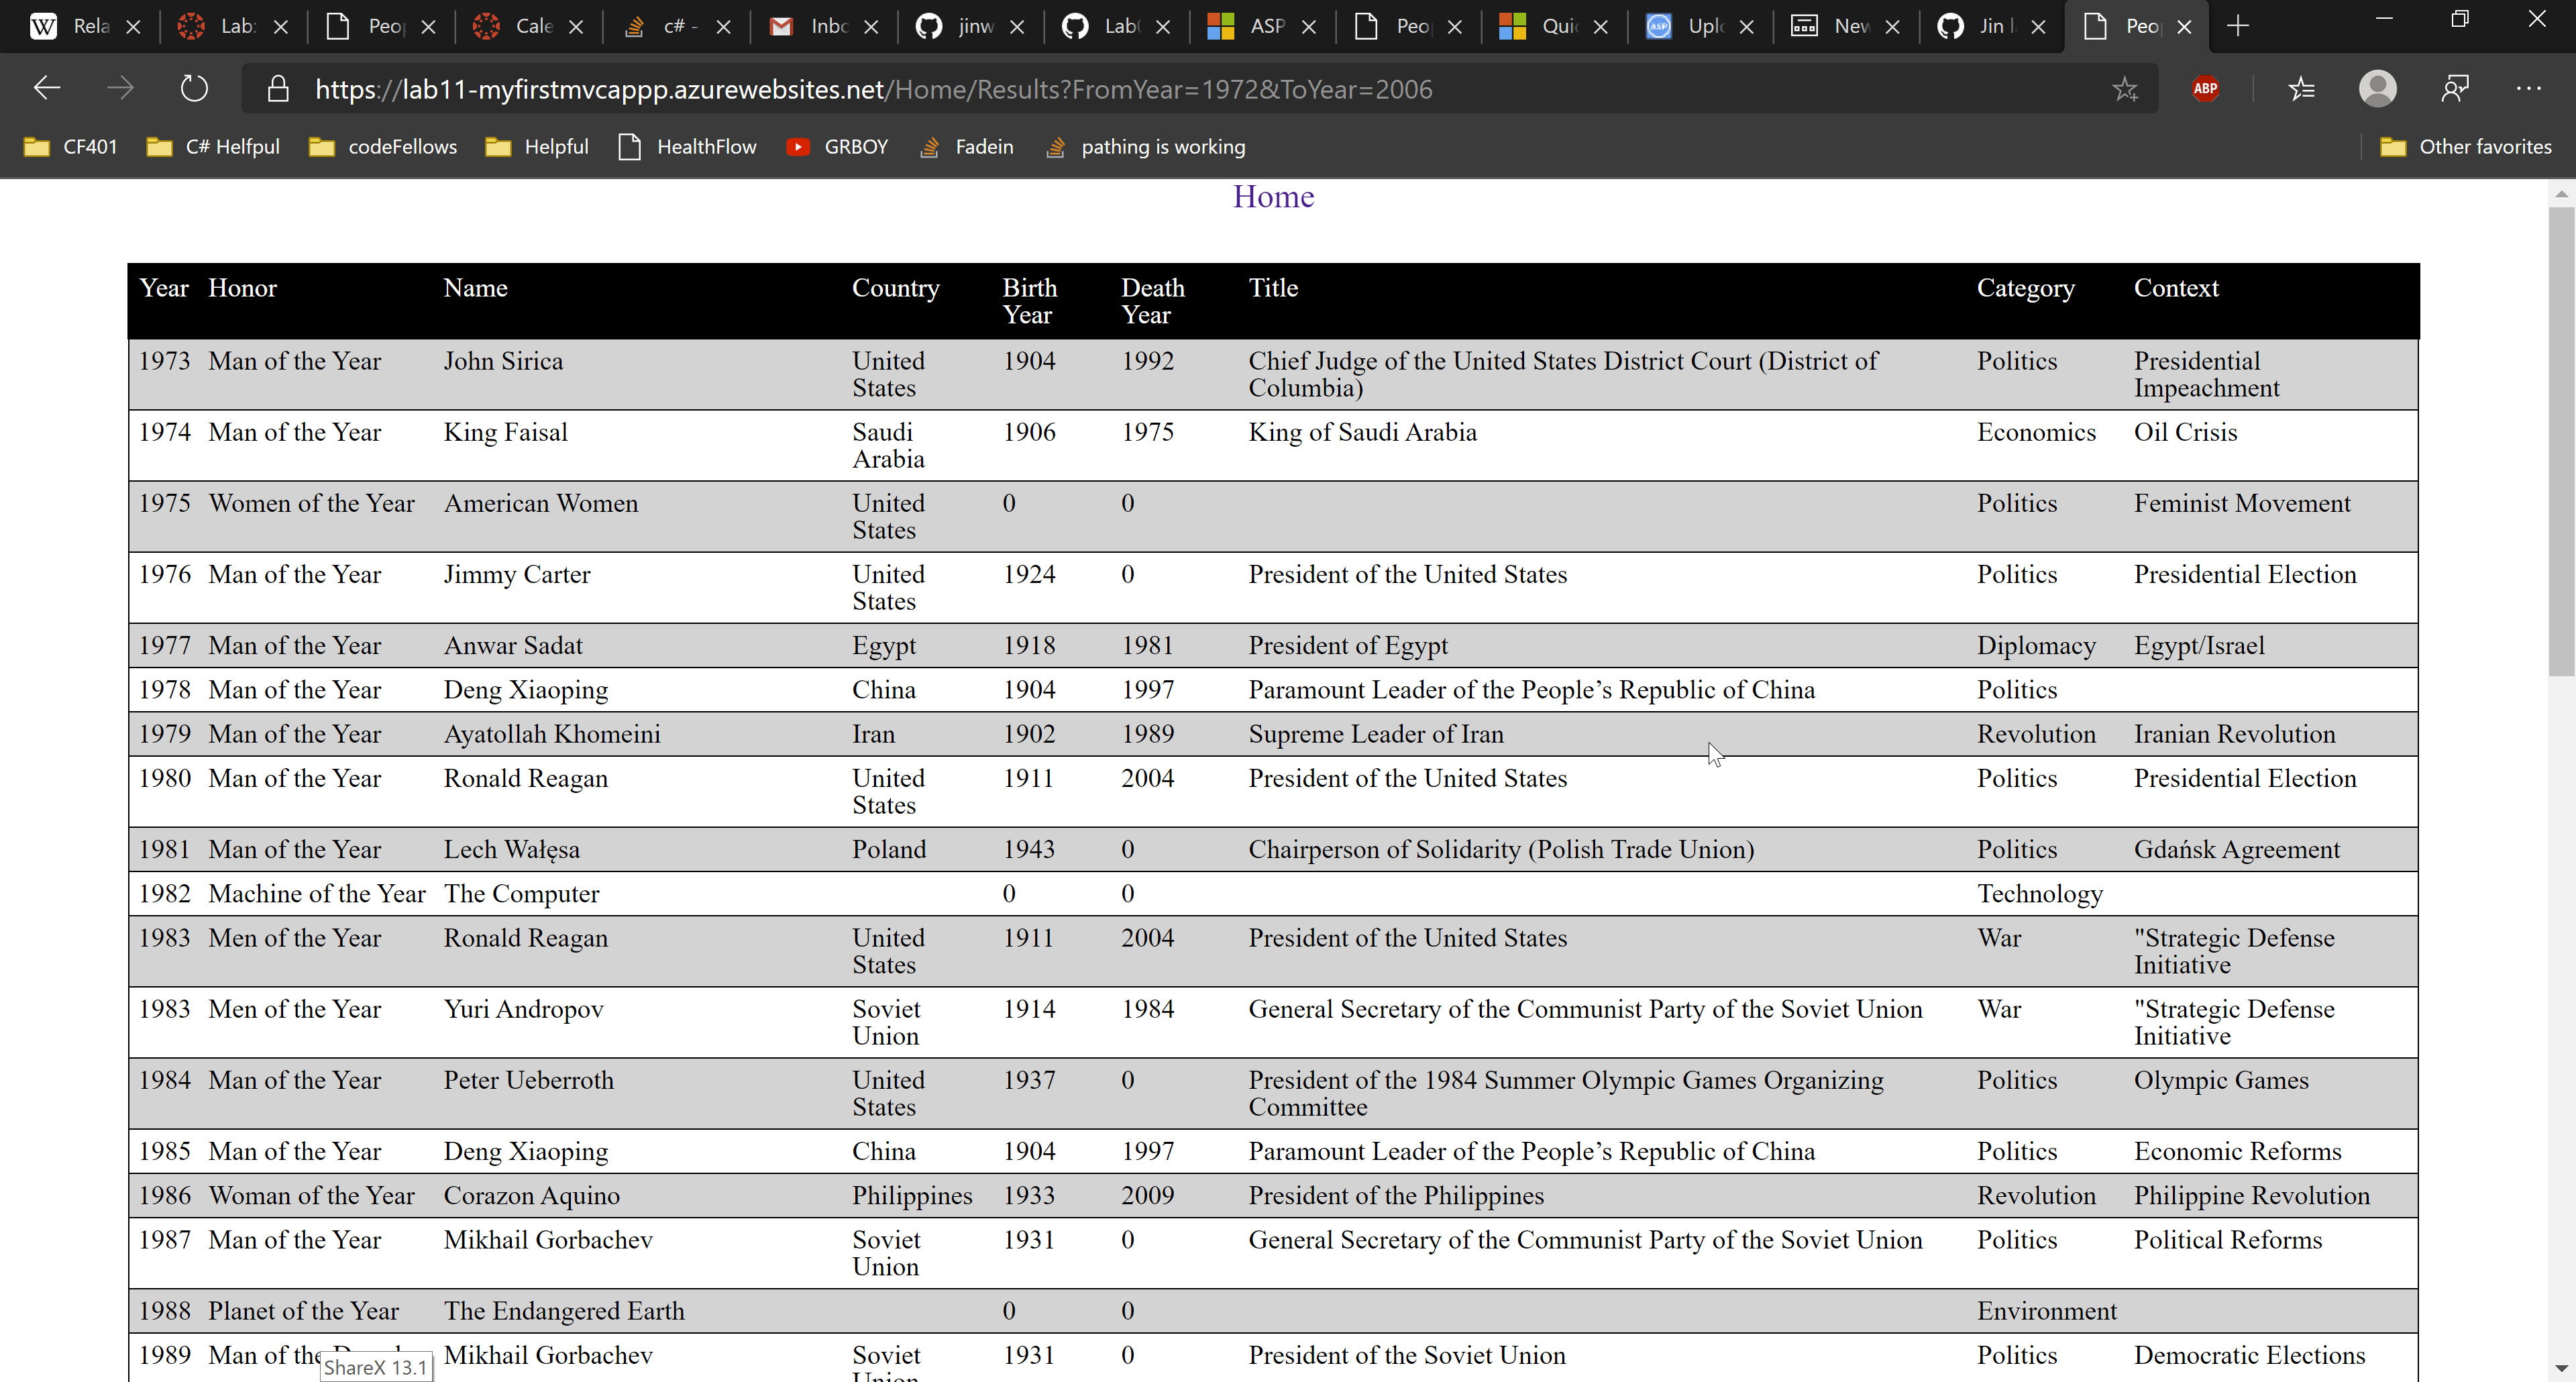 Rela Lab: Peo Cale c# - Inbc jinw Lab ASP Peo Qui Uplo New Jin l Peo
https://lab11-myfirstmvcappp.azurewebsites.net/Home/Results?FromYear=1972&ToYear=2006 ABP
CF401 C# Helfpul codeFellows Helpful HealthFlow GRBOY Fadein pathing is working Other favorites
Home
Year Honor Name Country Birth Death Title Category Context
Year Year
1973 Man of the Year John Sirica United 1904 1992 Chief Judge of the United States District Court (District of Politics Presidential
States Columbia) Impeachment
1974 Man of the Year King Faisal Saudi 1906 1975 King of Saudi Arabia Economics Oil Crisis
Arabia
1975 Women of the Year American Women United 0 0 Politics Feminist Movement
States
1976 Man of the Year Jimmy Carter United 1924 0 President of the United States Politics Presidential Election
States
1977 Man of the Year Anwar Sadat Egypt 1918 1981 President of Egypt Diplomacy Egypt/Israel
1978 Man of the Year Deng Xiaoping China 1904 1997 Paramount Leader of the People’s Republic of China Politics
1979 Man of the Year Ayatollah Khomeini Iran 1902 1989 Supreme Leader of Iran Revolution Iranian Revolution
1980 Man of the Year Ronald Reagan United 1911 2004 President of the United States Politics Presidential Election
States
1981 Man of the Year Lech Wałęsa Poland 1943 0 Chairperson of Solidarity (Polish Trade Union) Politics Gdańsk Agreement
1982 Machine of the Year The Computer 0 0 Technology
1983 Men of the Year Ronald Reagan United 1911 2004 President of the United States War "Strategic Defense
States Initiative
1983 Men of the Year Yuri Andropov Soviet 1914 1984 General Secretary of the Communist Party of the Soviet Union War "Strategic Defense
Union Initiative
1984 Man of the Year Peter Ueberroth United 1937 0 President of the 1984 Summer Olympic Games Organizing Politics Olympic Games
States Committee
1985 Man of the Year Deng Xiaoping China 1904 1997 Paramount Leader of the People’s Republic of China Politics Economic Reforms
1986 Woman of the Year Corazon Aquino Philippines 1933 2009 President of the Philippines Revolution Philippine Revolution
1987 Man of the Year Mikhail Gorbachev Soviet 1931 0 General Secretary of the Communist Party of the Soviet Union Politics Political Reforms
Union
1988 Planet of the Year The Endangered Earth 0 0 Environment
1989 Man of the Mikhail Gorbachev Soviet 1931 0 President of the Soviet Union Politics Democratic Elections
ShareX 13.1